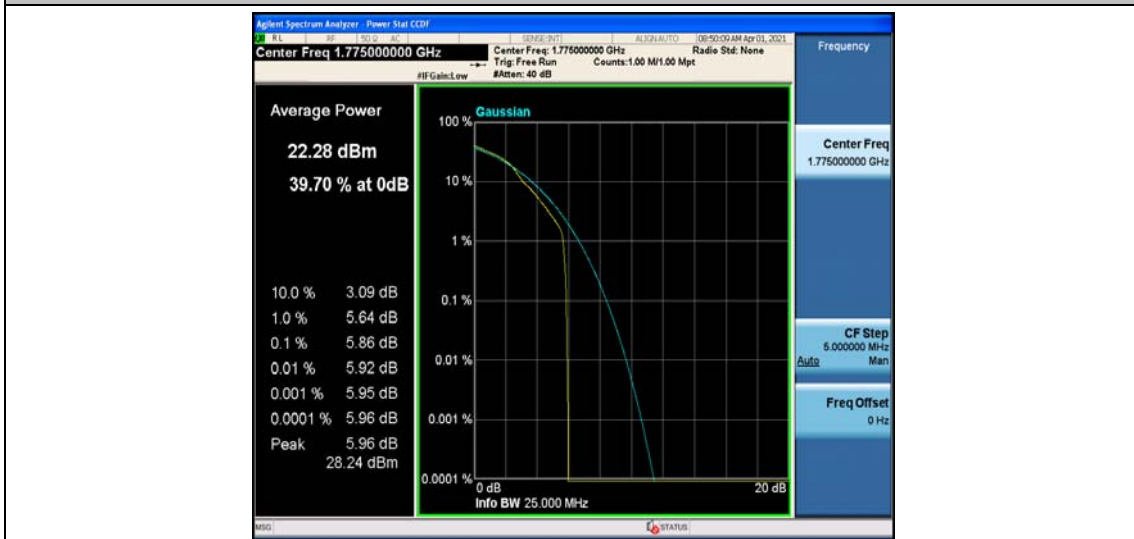 Agilent Spectrum Analyzer - Power Stat CCDF
RL RF 50 Ω AC SENSE:INT ALIGN AUTO 08:50:09 AM Apr 01, 2021
Center Freq 1.775000000 GHz Center Freq: 1.775000000 GHz Radio Std: None Frequency
Trig: Free Run Counts:1.00 M/1.00 Mpt
#IFGain:Low #Atten: 40 dB
Average Power
22.28 dBm
39.70 % at 0dB
10.0 % 3.09 dB
1.0 % 5.64 dB
0.1 % 5.86 dB
0.01 % 5.92 dB
0.001 % 5.95 dB
0.0001 % 5.96 dB
Peak 5.96 dB
28.24 dBm
Gaussian
100 %
10 %
1 %
0.1 %
0.01 %
0.001 %
0.0001 %
0 dB 20 dB
Info BW 25.000 MHz
Center Freq
1.775000000 GHz
CF Step
5.000000 MHz
Auto Man
Freq Offset
0 Hz
MSG STATUS